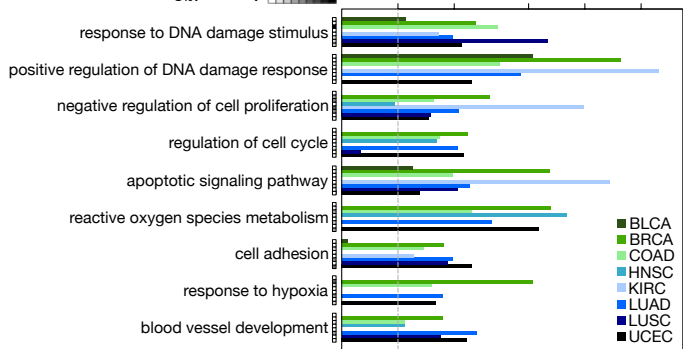 response to DNA damage stimulus
positive regulation of DNA damage response
negative regulation of cell proliferation
regulation of cell cycle
apoptotic signaling pathway
reactive oxygen species metabolism
cell adhesion
response to hypoxia
blood vessel development
BLCA
BRCA
COAD
HNSC
KIRC
LUAD
LUSC
UCEC